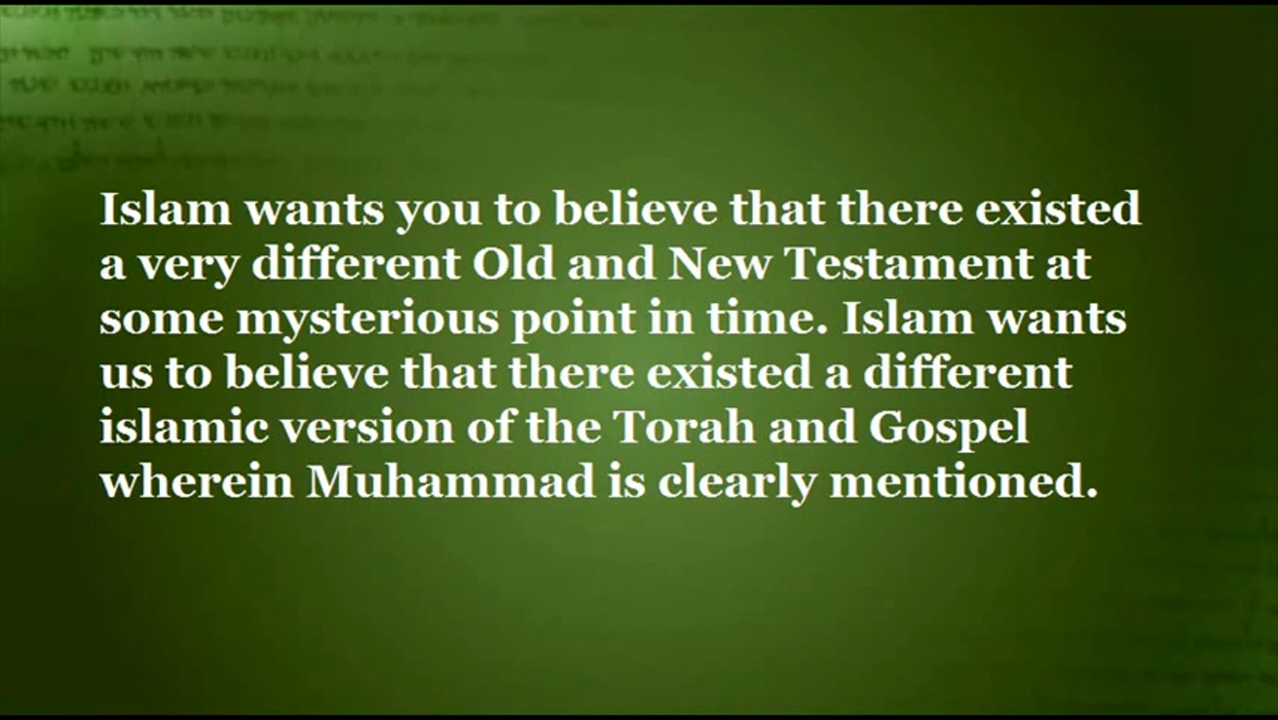 Islam wants you to believe that there existed
a very different Old and New Testament at
some mysterious point in time. Islam wants
us to believe that there existed a different
islamic version of the Torah and Gospel
wherein Muhammad is clearly mentioned.